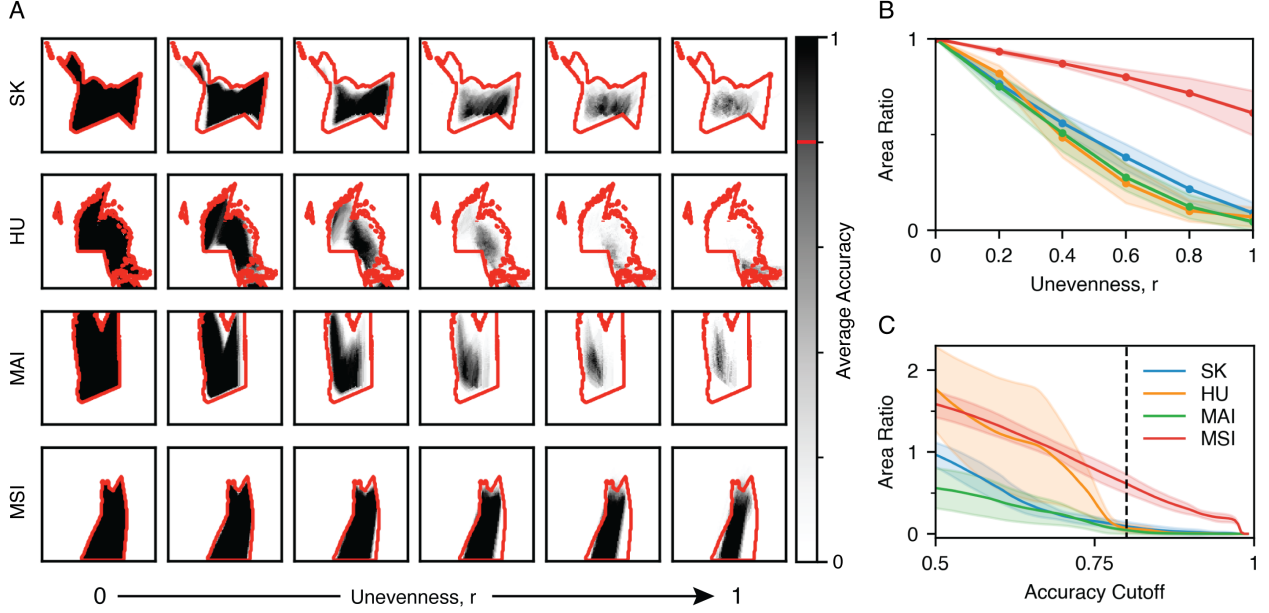 A
SK
HU
MAI
MSI
0
Unevenness, r
1
1
Average Accuracy
0
B
Area Ratio
1
0
0
0.2
0.4
0.6
0.8
1
Unevenness, r
C
Area Ratio
2
1
0
SK
HU
MAI
MSI
0.5
0.75
1
Accuracy Cutoff